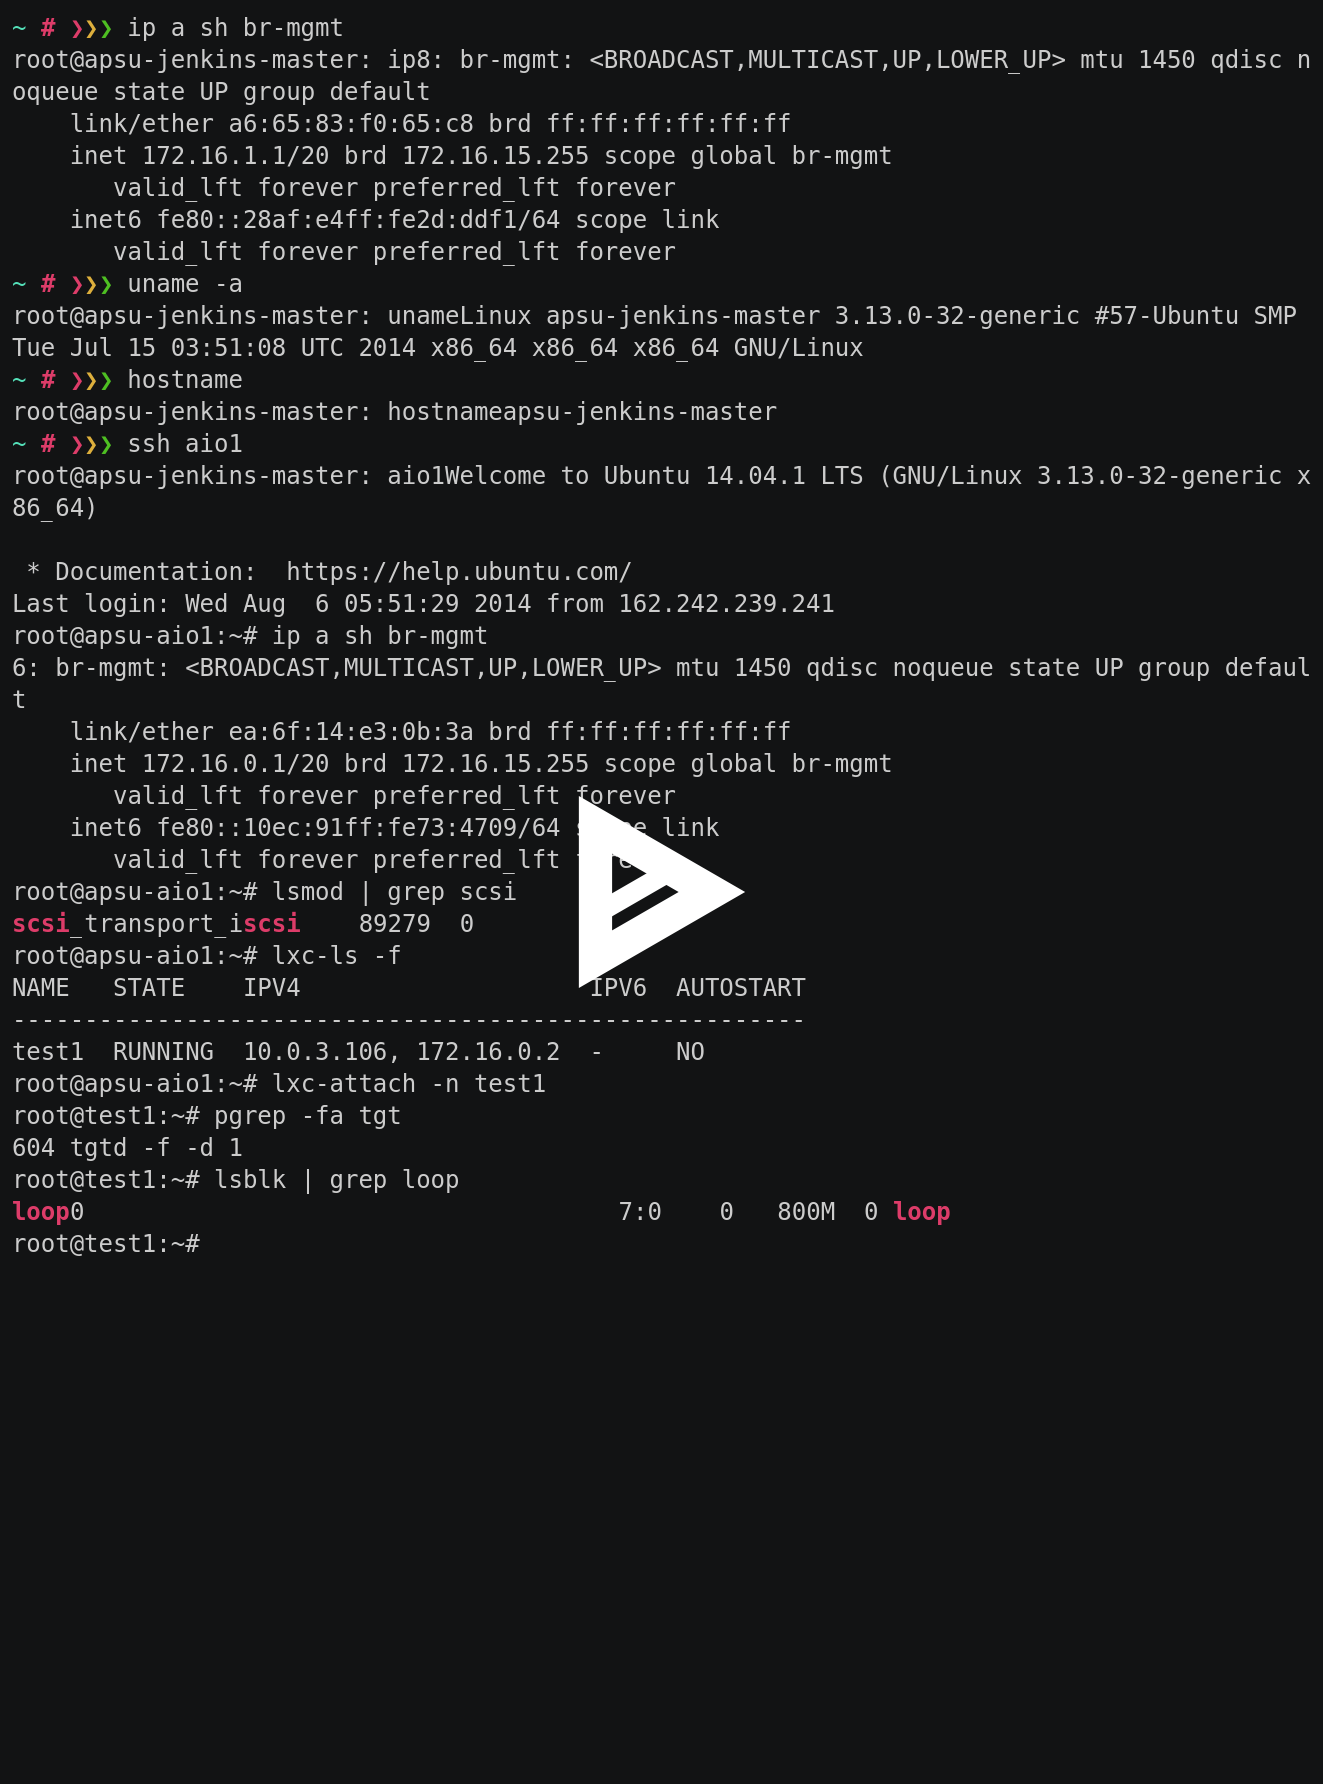 ~ # ❯❯❯ ip a sh br-mgmt
root@apsu-jenkins-master: ip8: br-mgmt: <BROADCAST,MULTICAST,UP,LOWER_UP> mtu 1450 qdisc n
oqueue state UP group default
    link/ether a6:65:83:f0:65:c8 brd ff:ff:ff:ff:ff:ff
    inet 172.16.1.1/20 brd 172.16.15.255 scope global br-mgmt
       valid_lft forever preferred_lft forever
    inet6 fe80::28af:e4ff:fe2d:ddf1/64 scope link
       valid_lft forever preferred_lft forever
~ # ❯❯❯ uname -a
root@apsu-jenkins-master: unameLinux apsu-jenkins-master 3.13.0-32-generic #57-Ubuntu SMP
Tue Jul 15 03:51:08 UTC 2014 x86_64 x86_64 x86_64 GNU/Linux
~ # ❯❯❯ hostname
root@apsu-jenkins-master: hostnameapsu-jenkins-master
~ # ❯❯❯ ssh aio1
root@apsu-jenkins-master: aio1Welcome to Ubuntu 14.04.1 LTS (GNU/Linux 3.13.0-32-generic x
86_64)

 * Documentation:  https://help.ubuntu.com/
Last login: Wed Aug  6 05:51:29 2014 from 162.242.239.241
root@apsu-aio1:~# ip a sh br-mgmt
6: br-mgmt: <BROADCAST,MULTICAST,UP,LOWER_UP> mtu 1450 qdisc noqueue state UP group defaul
t
    link/ether ea:6f:14:e3:0b:3a brd ff:ff:ff:ff:ff:ff
    inet 172.16.0.1/20 brd 172.16.15.255 scope global br-mgmt
       valid_lft forever preferred_lft forever
    inet6 fe80::10ec:91ff:fe73:4709/64 link
       valid_lft forever preferred_lft
root@apsu-aio1:~# lsmod | grep scsi
scsi_transport_iscsi    89279  0
root@apsu-aio1:~# lxc-ls -f
NAME   STATE    IPV4                    IPV6  AUTOSTART
-------------------------------------------------------
test1  RUNNING  10.0.3.106, 172.16.0.2  -     NO
root@apsu-aio1:~# lxc-attach -n test1
root@test1:~# pgrep -fa tgt
604 tgtd -f -d 1
root@test1:~# lsblk | grep loop
loop0                                     7:0    0   800M  0 loop
root@test1:~#